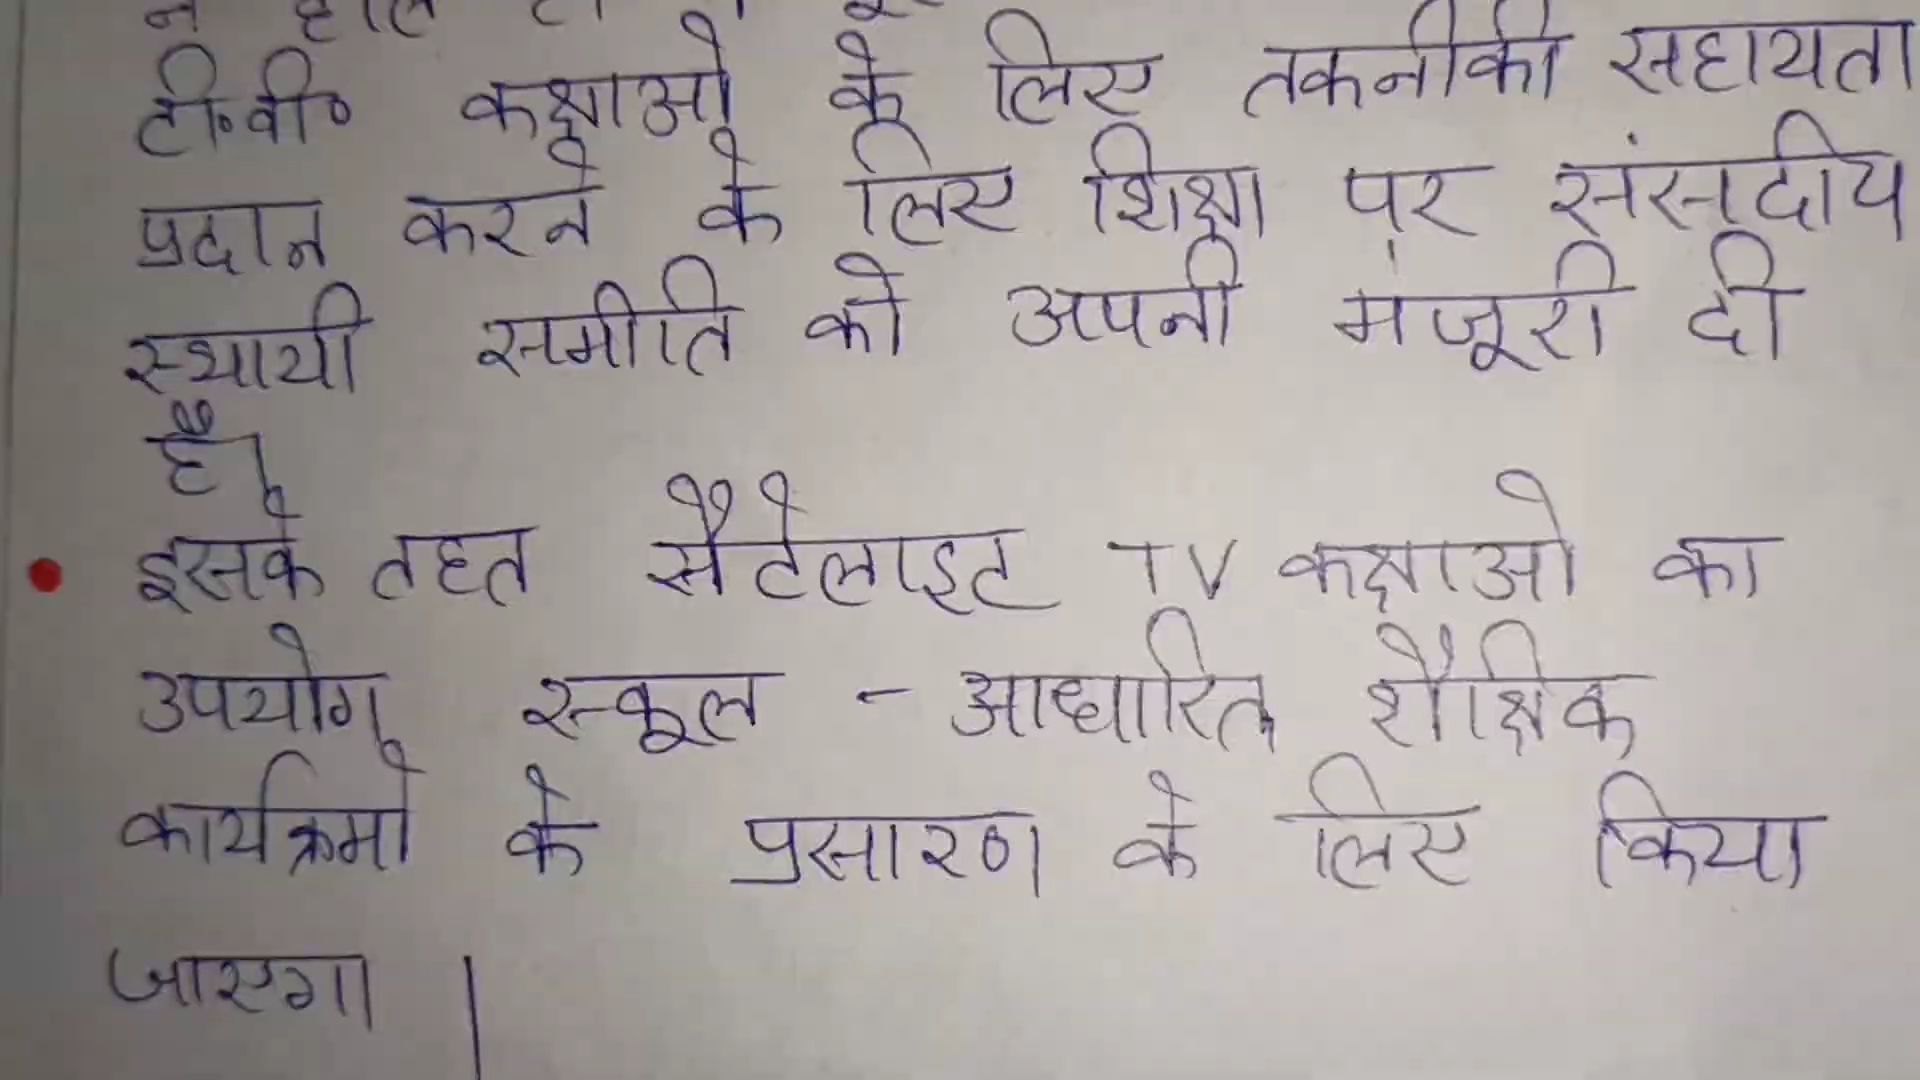 न हाल
टी॰वी॰ कक्षाओ के लिए तकनीकी सहायता
प्रदान करने के लिए शिक्षा पर संसदीय
स्थायी समीति को अपनी मंजूरी दी
है।
इसके तहत सैटेलाइट TV कक्षाओ का
उपयोग स्कूल - आधारित शैक्षिक
कार्यक्रमो के प्रसारण के लिए किया
जाएगा |